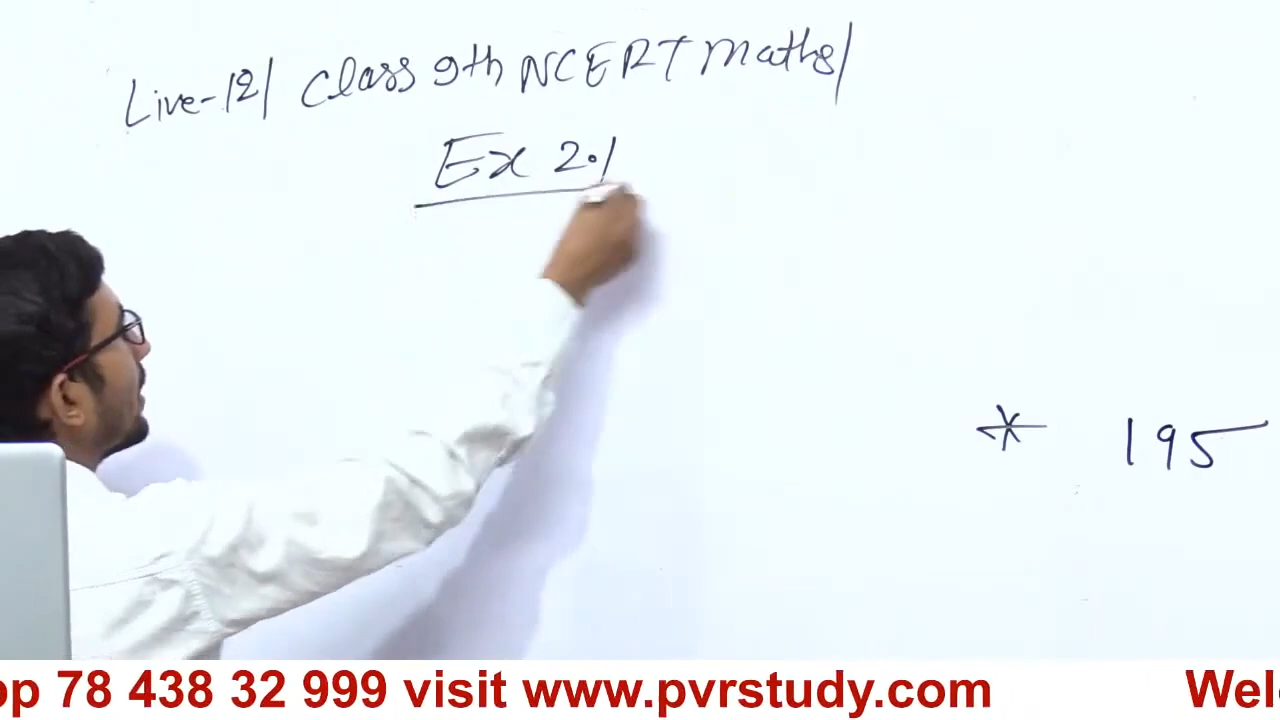 Live-12/ Class 9th NCERT Maths/
Ex 2.1
* 195
op 78 438 32 999 visit www.pvrstudy.com Wel